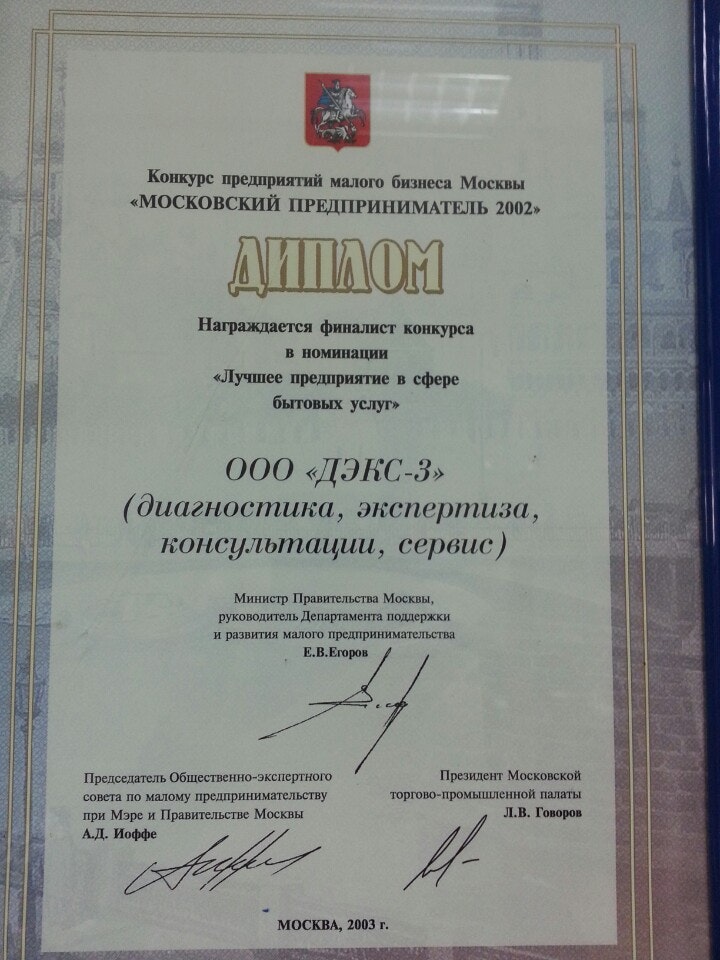 Конкурс предприятий малого бизнеса Москвы
«МОСКОВСКИЙ ПРЕДПРИНИМАТЕЛЬ 2002»
ДИПЛОМ
Награждается финалист конкурса
в номинации
«Лучшее предприятие в сфере
бытовых услуг»
ООО «ДЭКС-3»
(диагностика, экспертиза,
консультации, сервис)
Министр Правительства Москвы,
руководитель Департамента поддержки
и развития малого предпринимательства
Е.В.Егоров
Председатель Общественно-экспертного
совета по малому предпринимательству
при Мэре и Правительстве Москвы
А.Д. Иоффе
Президент Московской
торгово-промышленной палаты
Л.В. Говоров
МОСКВА, 2003 г.